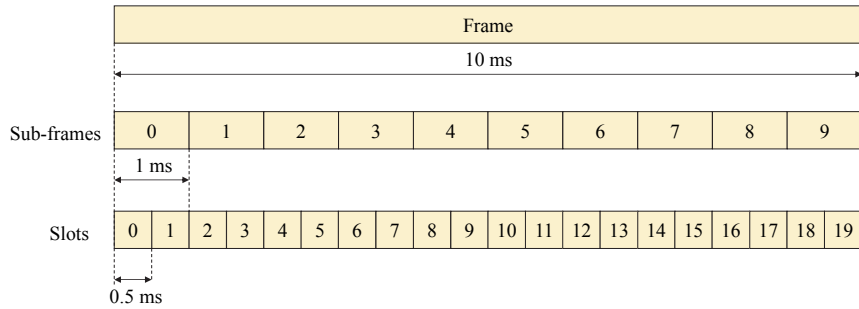 Frame
10 ms
Sub-frames 0 1 2 3 4 5 6 7 8 9
1 ms
Slots 0 1 2 3 4 5 6 7 8 9 10 11 12 13 14 15 16 17 18 19
0.5 ms